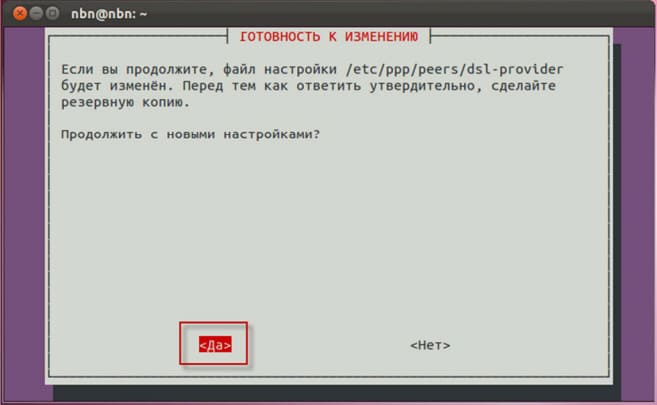 nbn@nbn: ~
ГОТОВНОСТЬ К ИЗМЕНЕНИЮ
Если вы продолжите, файл настройки /etc/ppp/peers/dsl-provider
будет изменён. Перед тем как ответить утвердительно, сделайте
резервную копию.
Продолжить с новыми настройками?
<Да> <Нет>